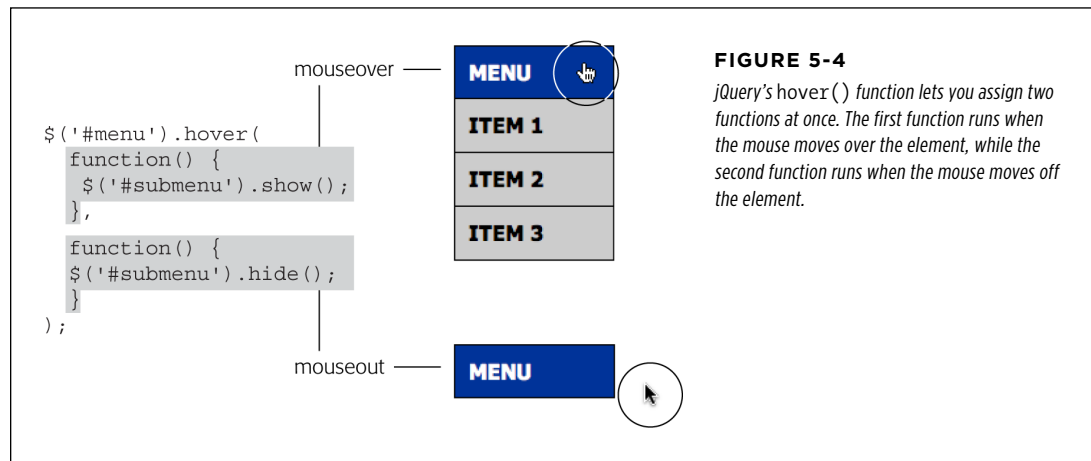 mouseover
$('#menu').hover(
function() {
$('#submenu').show();
},
function() {
$('#submenu').hide();
}
);
mouseout
MENU
ITEM 1
ITEM 2
ITEM 3
MENU
FIGURE 5-4
jQuery's hover() function lets you assign two
functions at once. The first function runs when
the mouse moves over the element, while the
second function runs when the mouse moves off
the element.